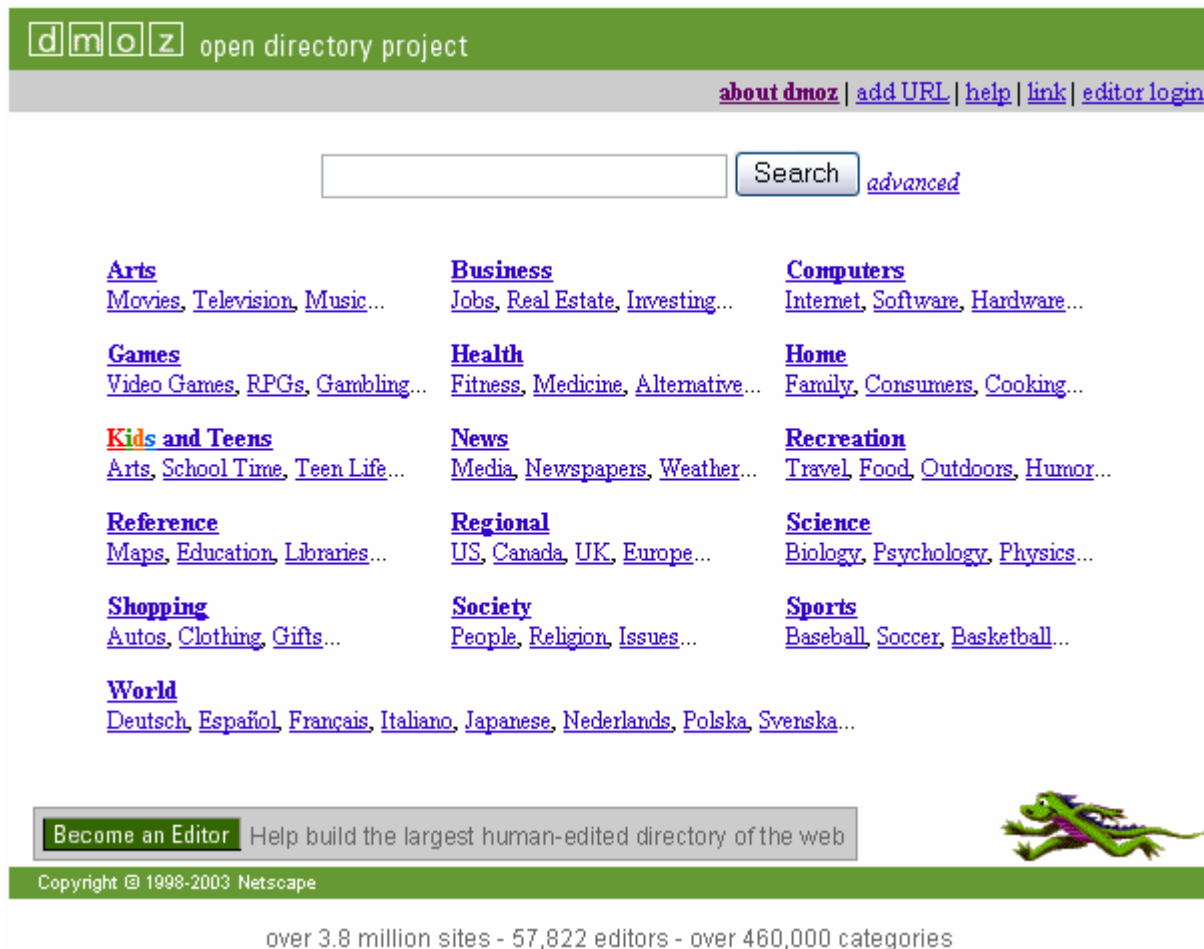 dmoz open directory project
about dmoz | add URL | help | link | editor login
Search advanced
Arts Business Computers
Movies, Television, Music... Jobs, Real Estate, Investing... Internet, Software, Hardware...
Games Health Home
Video Games, RPGs, Gambling... Fitness, Medicine, Alternative... Family, Consumers, Cooking...
Kids and Teens News Recreation
Arts, School Time, Teen Life... Media, Newspapers, Weather... Travel, Food, Outdoors, Humor...
Reference Regional Science
Maps, Education, Libraries... US, Canada, UK, Europe... Biology, Psychology, Physics...
Shopping Society Sports
Autos, Clothing, Gifts... People, Religion, Issues... Baseball, Soccer, Basketball...
World
Deutsch, Español, Français, Italiano, Japanese, Nederlands, Polska, Svenska...
Become an Editor Help build the largest human-edited directory of the web
Copyright © 1998-2003 Netscape
over 3.8 million sites - 57,822 editors - over 460,000 categories